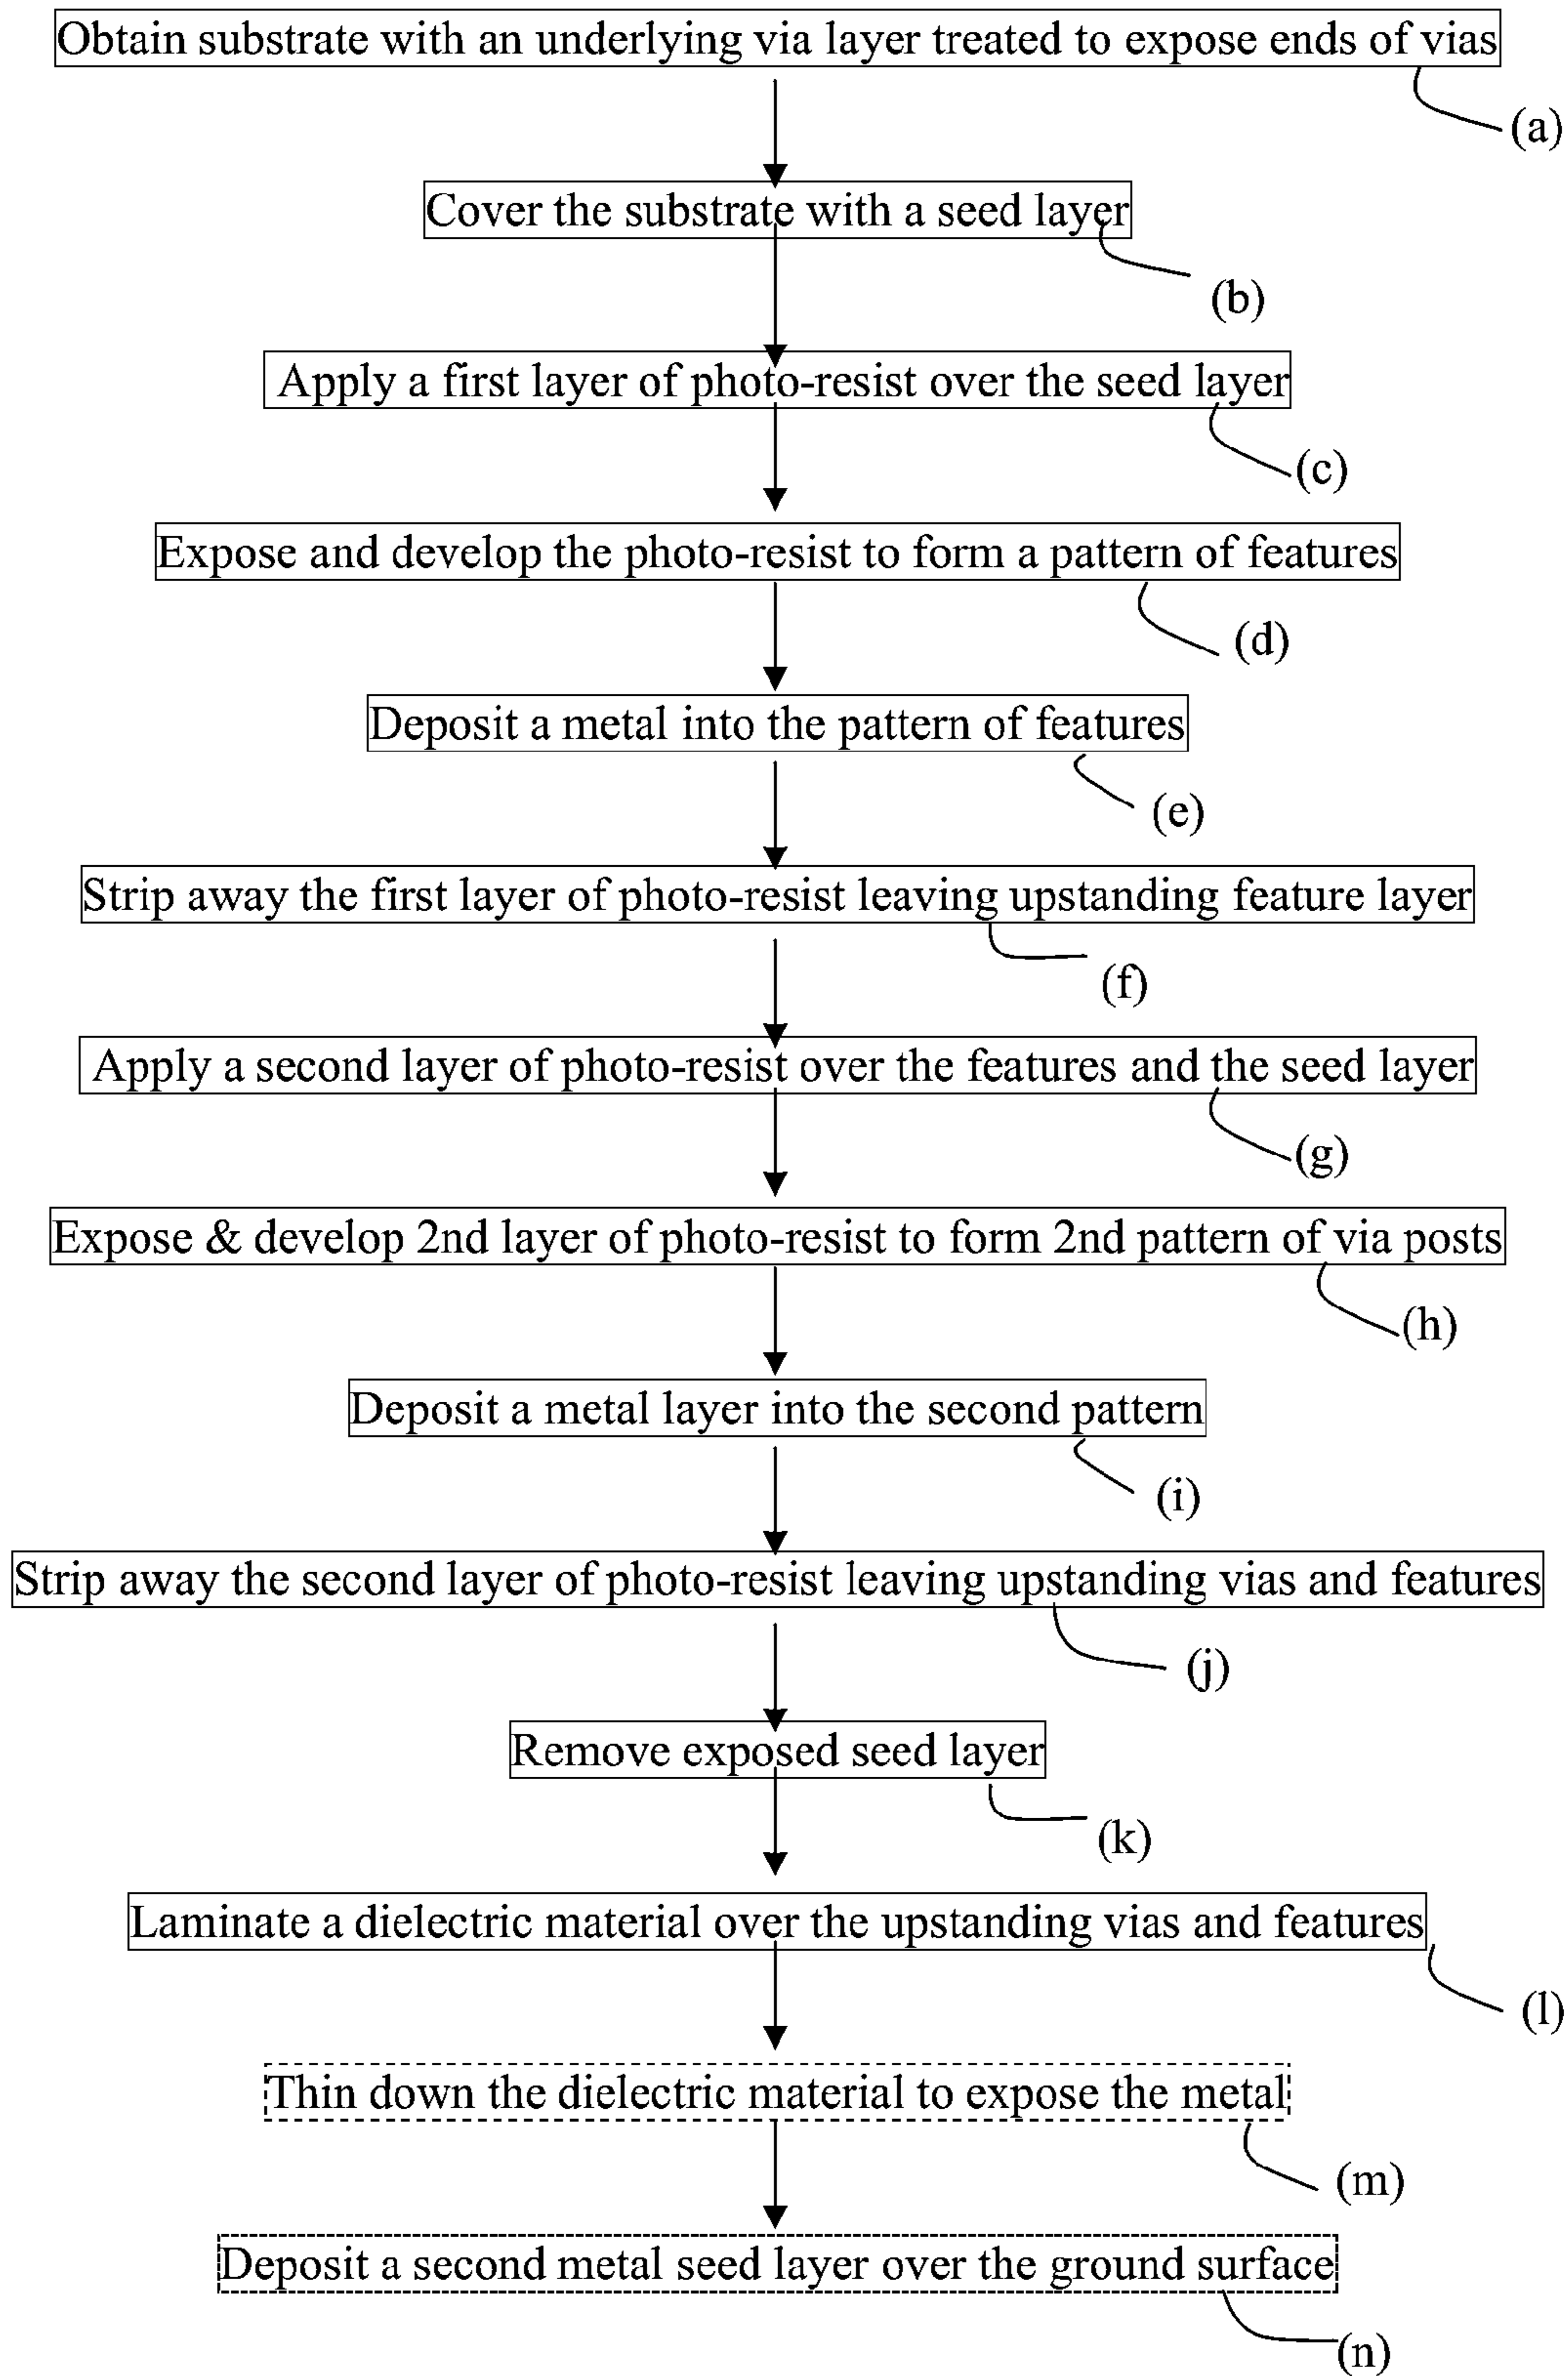 Obtain substrate with an underlying via layer treated to expose ends of vias
(a)
Cover the substrate with a seed layer
(b)
Apply a first layer of photo-resist over the seed layer
(c)
Expose and develop the photo-resist to form a pattern of features
(d)
Deposit a metal into the pattern of features
(e)
Strip away the first layer of photo-resist leaving upstanding feature layer
(f)
Apply a second layer of photo-resist over the features and the seed layer
(g)
Expose & develop 2nd layer of photo-resist to form 2nd pattern of via posts
(h)
Deposit a metal layer into the second pattern
(i)
Strip away the second layer of photo-resist leaving upstanding vias and features
(j)
Remove exposed seed layer
(k)
Laminate a dielectric material over the upstanding vias and features
(l)
Thin down the dielectric material to expose the metal
(m)
Deposit a second metal seed layer over the ground surface
(n)